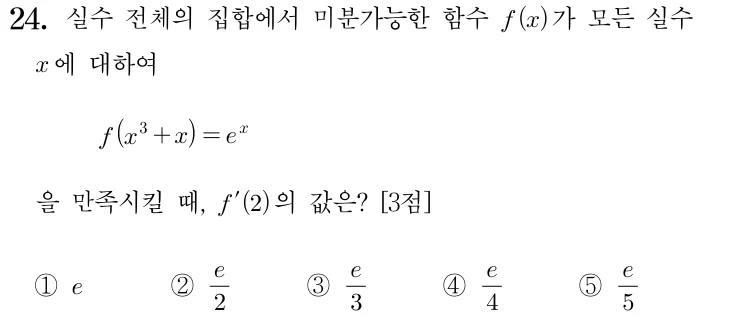 24. 실수 전체의 집합에서 미분가능한 함수 f(x)가 모든 실수
x에 대하여
f(x³+x)=eˣ
을 만족시킬 때, f′(2)의 값은? [3점]
① e ② e/2 ③ e/3 ④ e/4 ⑤ e/5